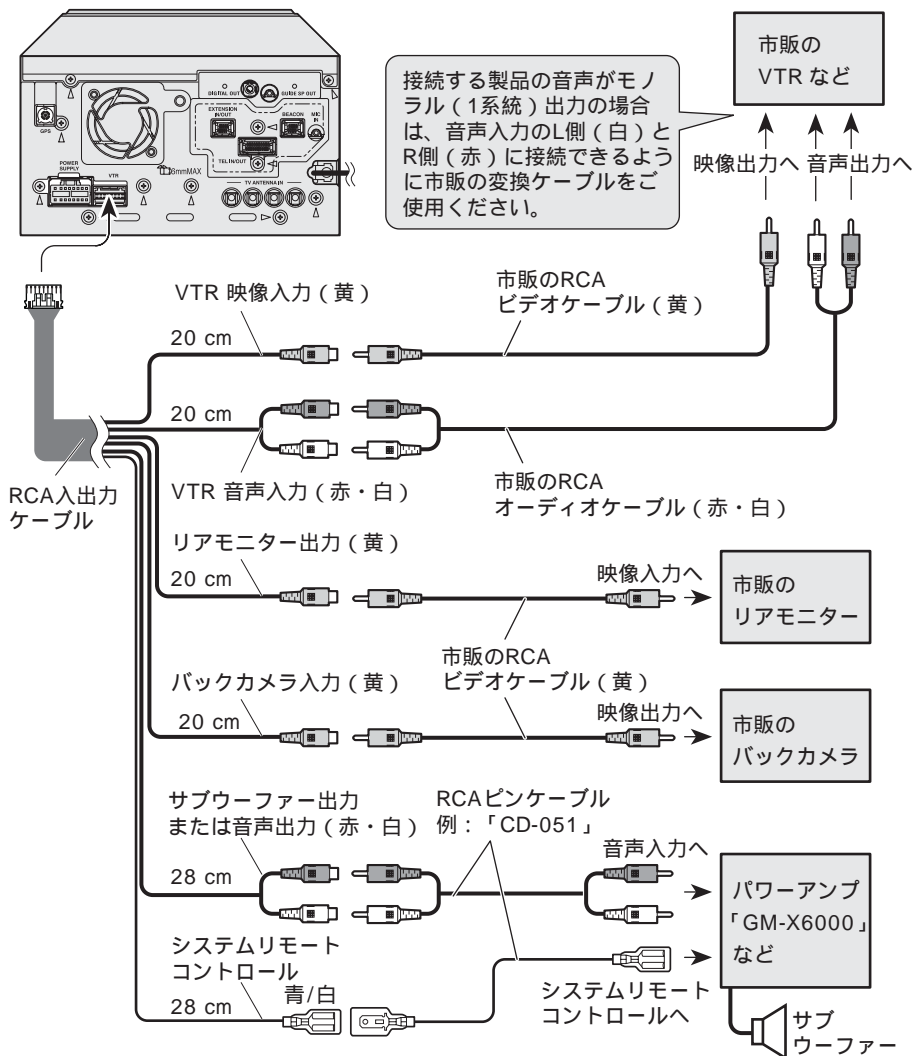 市販の
VTR など
接続する製品の音声がモノ
ラル（1系統）出力の場合
は、音声入力のL側（白）と
R側（赤）に接続できるよう
に市販の変換ケーブルをご
使用ください。
DIGITAL OUT
GUIDE SP OUT
EXTENSION
IN/OUT
BEACON
MIC
IN
GPS
TEL IN/OUT
POWER
SUPPLY
VTR
6mmMAX
TV ANTENNA IN
映像出力へ
音声出力へ
VTR 映像入力（黄）
20 cm
市販のRCA
ビデオケーブル（黄）
20 cm
VTR 音声入力（赤・白）
市販のRCA
オーディオケーブル（赤・白）
RCA入出力
ケーブル
リアモニター出力（黄）
20 cm
映像入力へ
市販の
リアモニター
市販のRCA
ビデオケーブル（黄）
バックカメラ入力（黄）
20 cm
映像出力へ
市販の
バックカメラ
サブウーファー出力
または音声出力（赤・白）
28 cm
RCAピンケーブル
例：「CD-051」
音声入力へ
パワーアンプ
「GM-X6000」
など
システムリモート
コントロール
青/白
28 cm
システムリモート
コントロールへ
サブ
ウーファー